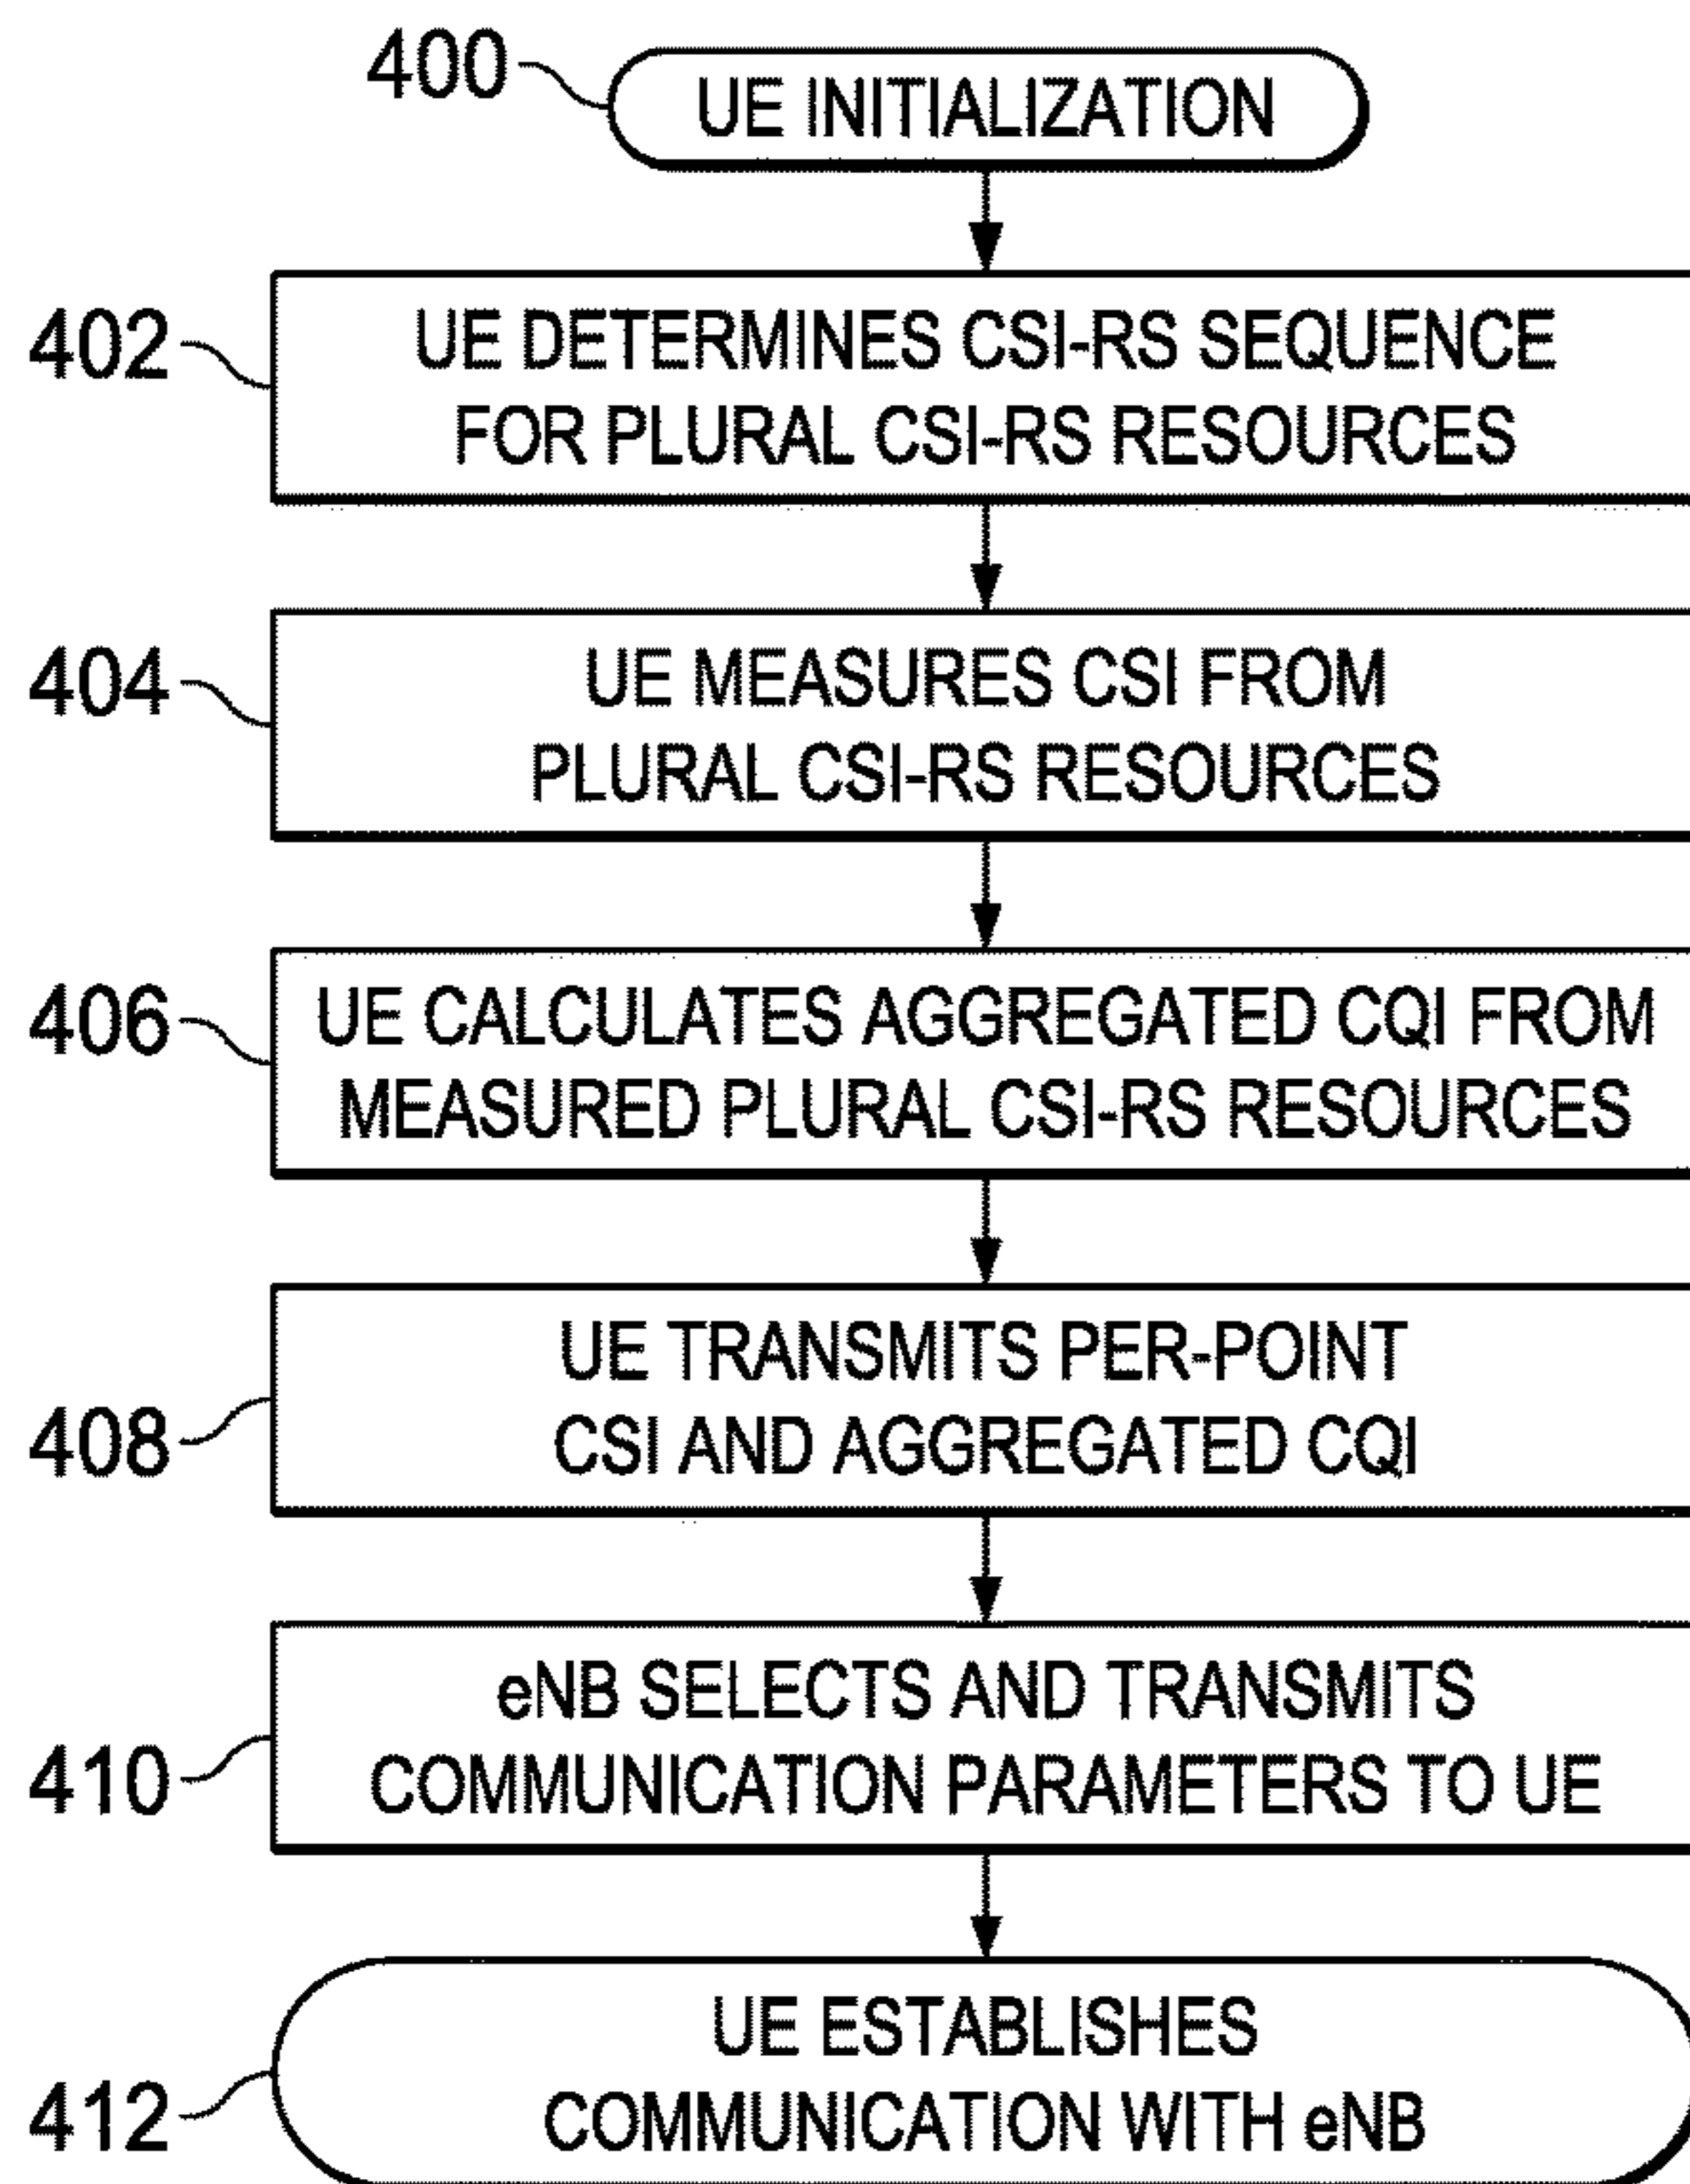 400
UE INITIALIZATION
402
UE DETERMINES CSI-RS SEQUENCE
FOR PLURAL CSI-RS RESOURCES
404
UE MEASURES CSI FROM
PLURAL CSI-RS RESOURCES
406
UE CALCULATES AGGREGATED CQI FROM
MEASURED PLURAL CSI-RS RESOURCES
408
UE TRANSMITS PER-POINT
CSI AND AGGREGATED CQI
410
eNB SELECTS AND TRANSMITS
COMMUNICATION PARAMETERS TO UE
412
UE ESTABLISHES
COMMUNICATION WITH eNB